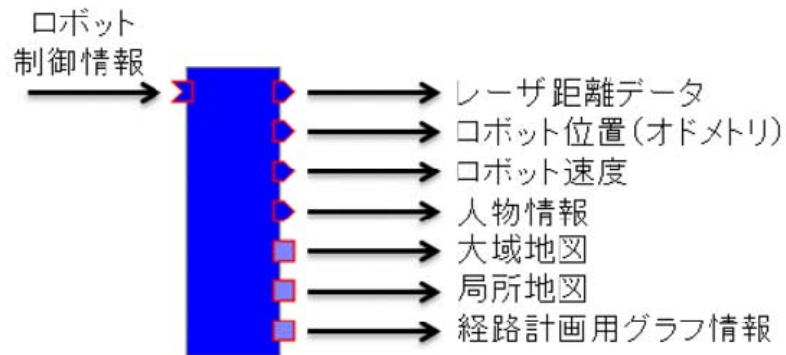 ロボット
制御情報
レーザ距離データ
ロボット位置(オドメトリ)
ロボット速度
人物情報
大域地図
局所地図
経路計画用グラフ情報